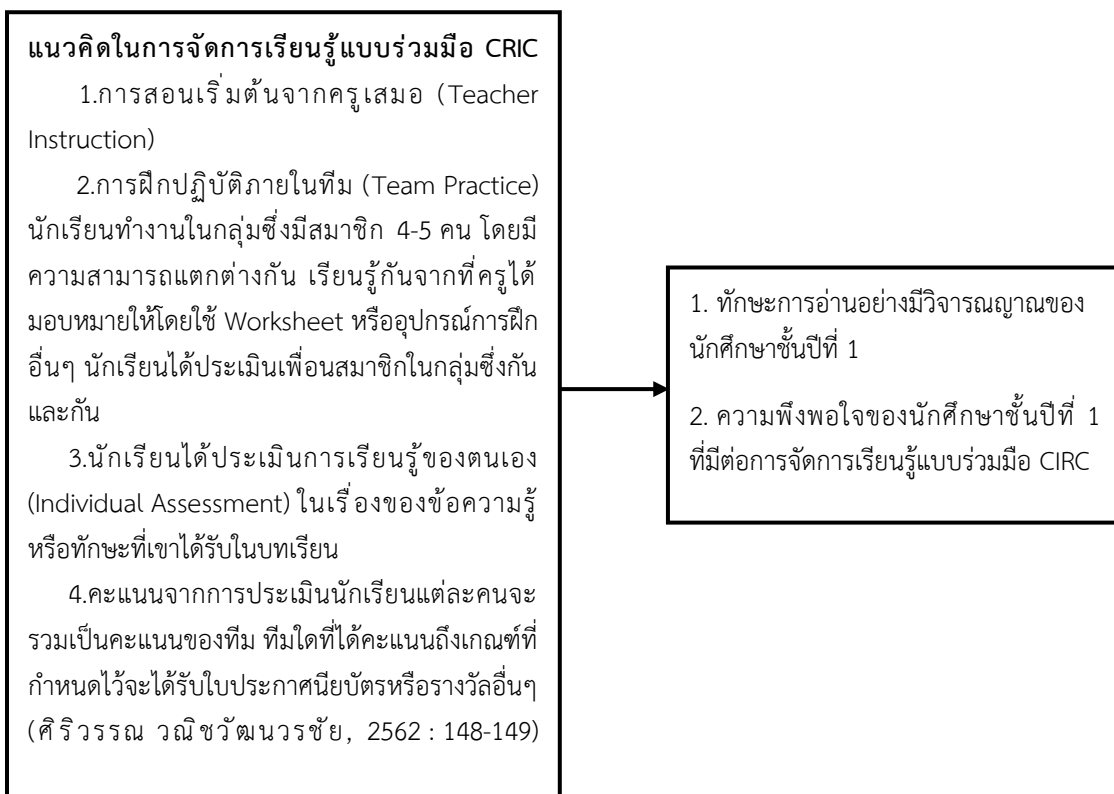 แนวคิดในการจัดการเรียนรู้แบบร่วมมือ CRIC
1.การสอนเริ่มต้นจากครูเสมอ (Teacher
Instruction)
2.การฝึกปฏิบัติภายในทีม (Team Practice)
นักเรียนทำงานในกลุ่มซึ่งมีสมาชิก 4-5 คน โดยมี
ความสามารถแตกต่างกัน เรียนรู้กันจากที่ครูได้
มอบหมายให้โดยใช้ Worksheet หรืออุปกรณ์การฝึก
อื่นๆ นักเรียนได้ประเมินเพื่อนสมาชิกในกลุ่มซึ่งกัน
และกัน
3.นักเรียนได้ประเมินการเรียนรู้ของตนเอง
(Individual Assessment) ในเรื่องของข้อความรู้
หรือทักษะที่เขาได้รับในบทเรียน
4.คะแนนจากการประเมินนักเรียนแต่ละคนจะ
รวมเป็นคะแนนของทีม ทีมใดที่ได้คะแนนถึงเกณฑ์ที่
กำหนดไว้จะได้รับใบประกาศนียบัตรหรือรางวัลอื่นๆ
(ศิริวรรณ วณิชวัฒนวรชัย, 2562 : 148-149)
1. ทักษะการอ่านอย่างมีวิจารณญาณของ
นักศึกษาชั้นปีที่ 1
2. ความพึงพอใจของนักศึกษาชั้นปีที่ 1
ที่มีต่อการจัดการเรียนรู้แบบร่วมมือ CIRC